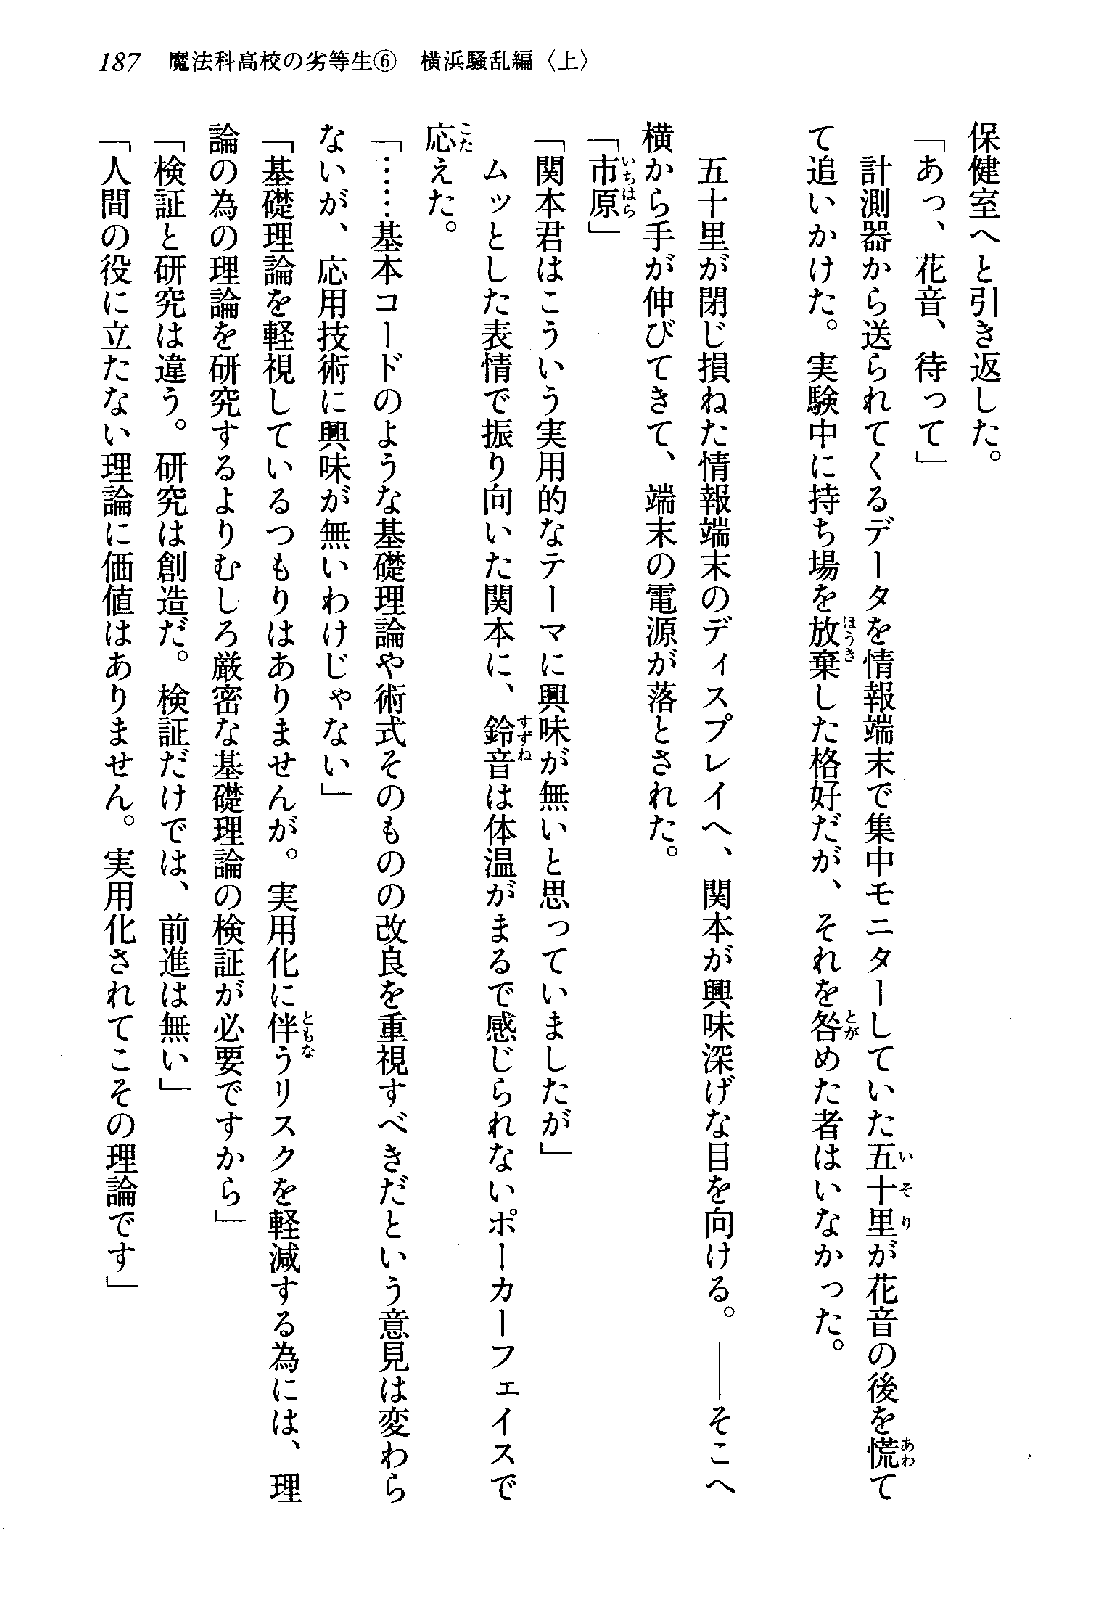 187 魔法科高校の劣等生⑥ 横浜騒乱編〈上〉
保健室へと引き返した。
「あっ、花音、待って」
計測器から送られてくるデータを情報端末で集中モニターしていた五十里が花音の後を慌て
て追いかけた。実験中に持ち場を放棄した格好だが、それを咎めた者はいなかった。
五十里が閉じ損ねた情報端末のディスプレイへ、関本が興味深げな目を向ける。――そこへ
横から手が伸びてきて、端末の電源が落とされた。
「市原」
「関本君はこういう実用的なテーマに興味が無いと思っていましたが」
ムッとした表情で振り向いた関本に、鈴音は体温がまるで感じられないポーカーフェイスで
応えた。
「……基本コードのような基礎理論や術式そのものの改良を重視すべきだという意見は変わら
ないが、応用技術に興味が無いわけじゃない」
「基礎理論を軽視しているつもりはありませんが。実用化に伴うリスクを軽減する為には、理
論の為の理論を研究するよりむしろ厳密な基礎理論の検証が必要ですから」
「検証と研究は違う。研究は創造だ。検証だけでは、前進は無い」
「人間の役に立たない理論に価値はありません。実用化されてこその理論です」